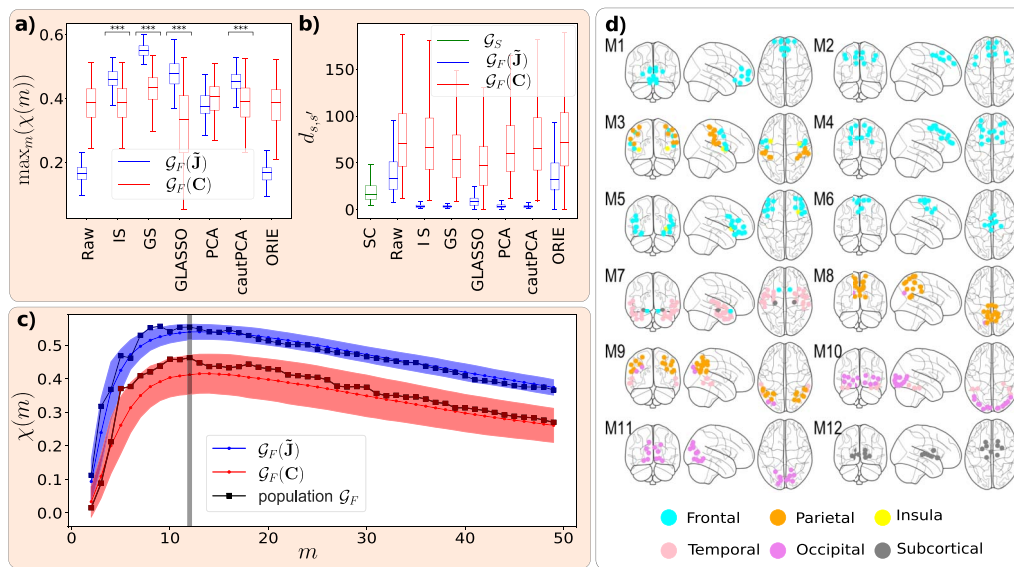 a)
***
***
***
***
0.6
0.4
0.2
max_m(χ(m))
𝒢_F(J̃)
𝒢_F(C)
Raw
IS
GS
GLASSO
PCA
cautPCA
ORIE
b)
150
100
50
0
d_{s,s′}
𝒢_S
𝒢_F(J̃)
𝒢_F(C)
SC
Raw
I S
GS
GLASSO
PCA
cautPCA
ORIE
c)
0.5
0.4
0.3
0.2
0.1
0.0
χ(m)
𝒢_F(J̃)
𝒢_F(C)
population 𝒢_F
0
10
20
30
40
50
m
d)
M1
M2
M3
M4
M5
M6
M7
M8
M9
M10
M11
M12
Frontal
Parietal
Insula
Temporal
Occipital
Subcortical